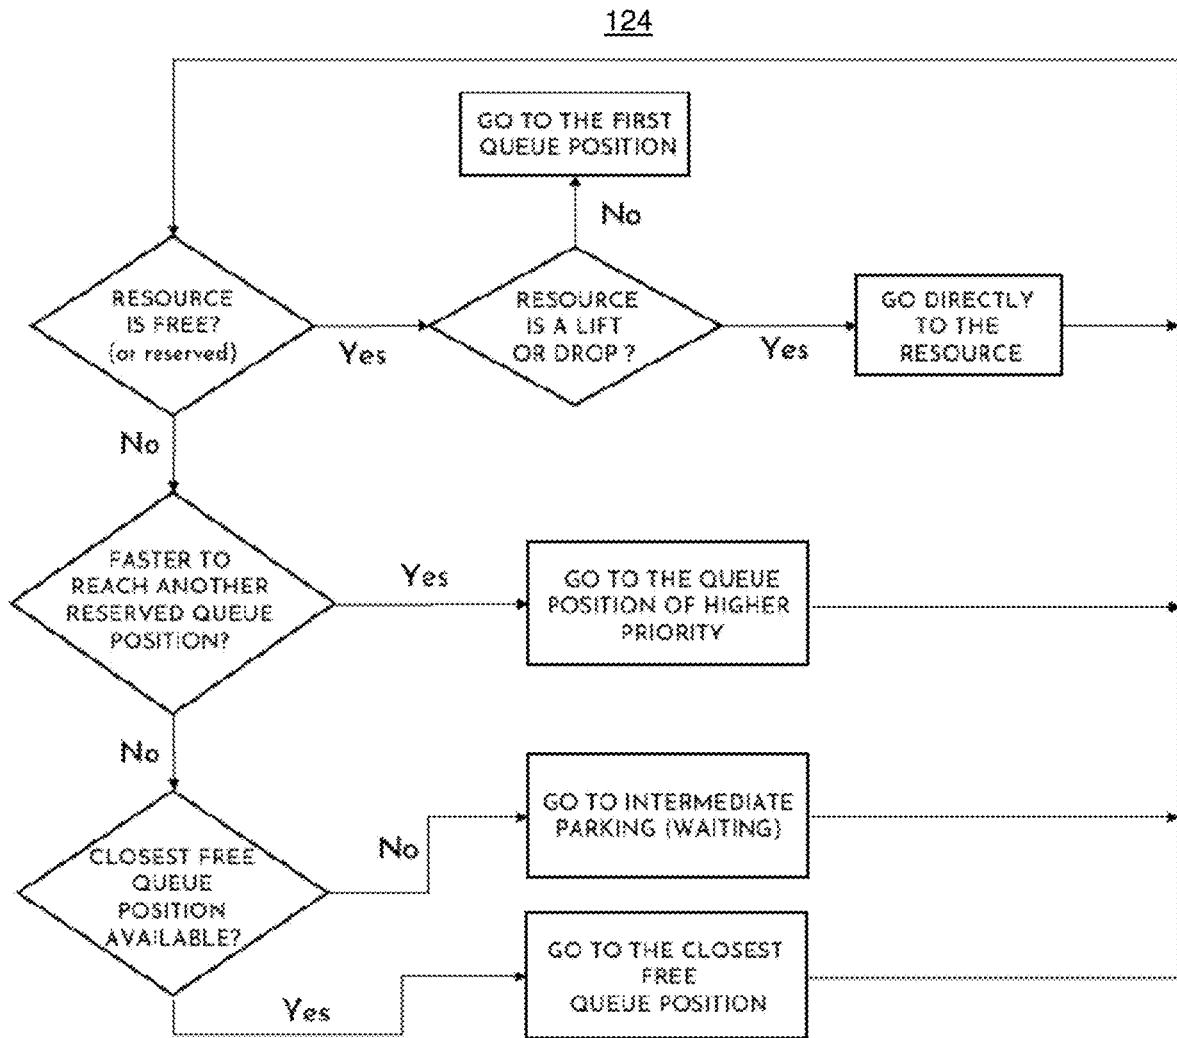 124
GO TO THE FIRST
QUEUE POSITION
No
RESOURCE
IS FREE?
(or reserved)
Yes
RESOURCE
IS A LIFT
OR DROP ?
Yes
GO DIRECTLY
TO THE
RESOURCE
No
FASTER TO
REACH ANOTHER
RESERVED QUEUE
POSITION?
Yes
GO TO THE QUEUE
POSITION OF HIGHER
PRIORITY
No
CLOSEST FREE
QUEUE
POSITION
AVAILABLE?
No
GO TO INTERMEDIATE
PARKING (WAITING)
Yes
GO TO THE CLOSEST
FREE
QUEUE POSITION